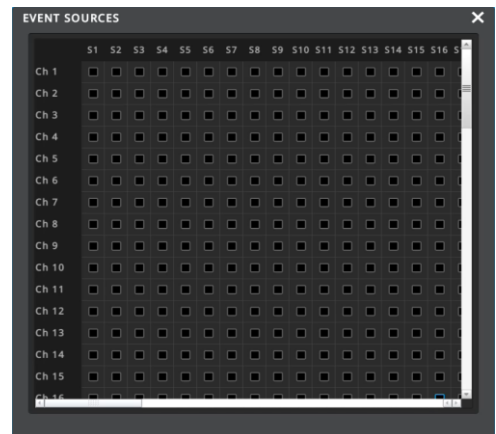 EVENT SOURCES
S1 S2 S3 S4 S5 S6 S7 S8 S9 S10 S11 S12 S13 S14 S15 S16
Ch 1
Ch 2
Ch 3
Ch 4
Ch 5
Ch 6
Ch 7
Ch 8
Ch 9
Ch 10
Ch 11
Ch 12
Ch 13
Ch 14
Ch 15
Ch 16